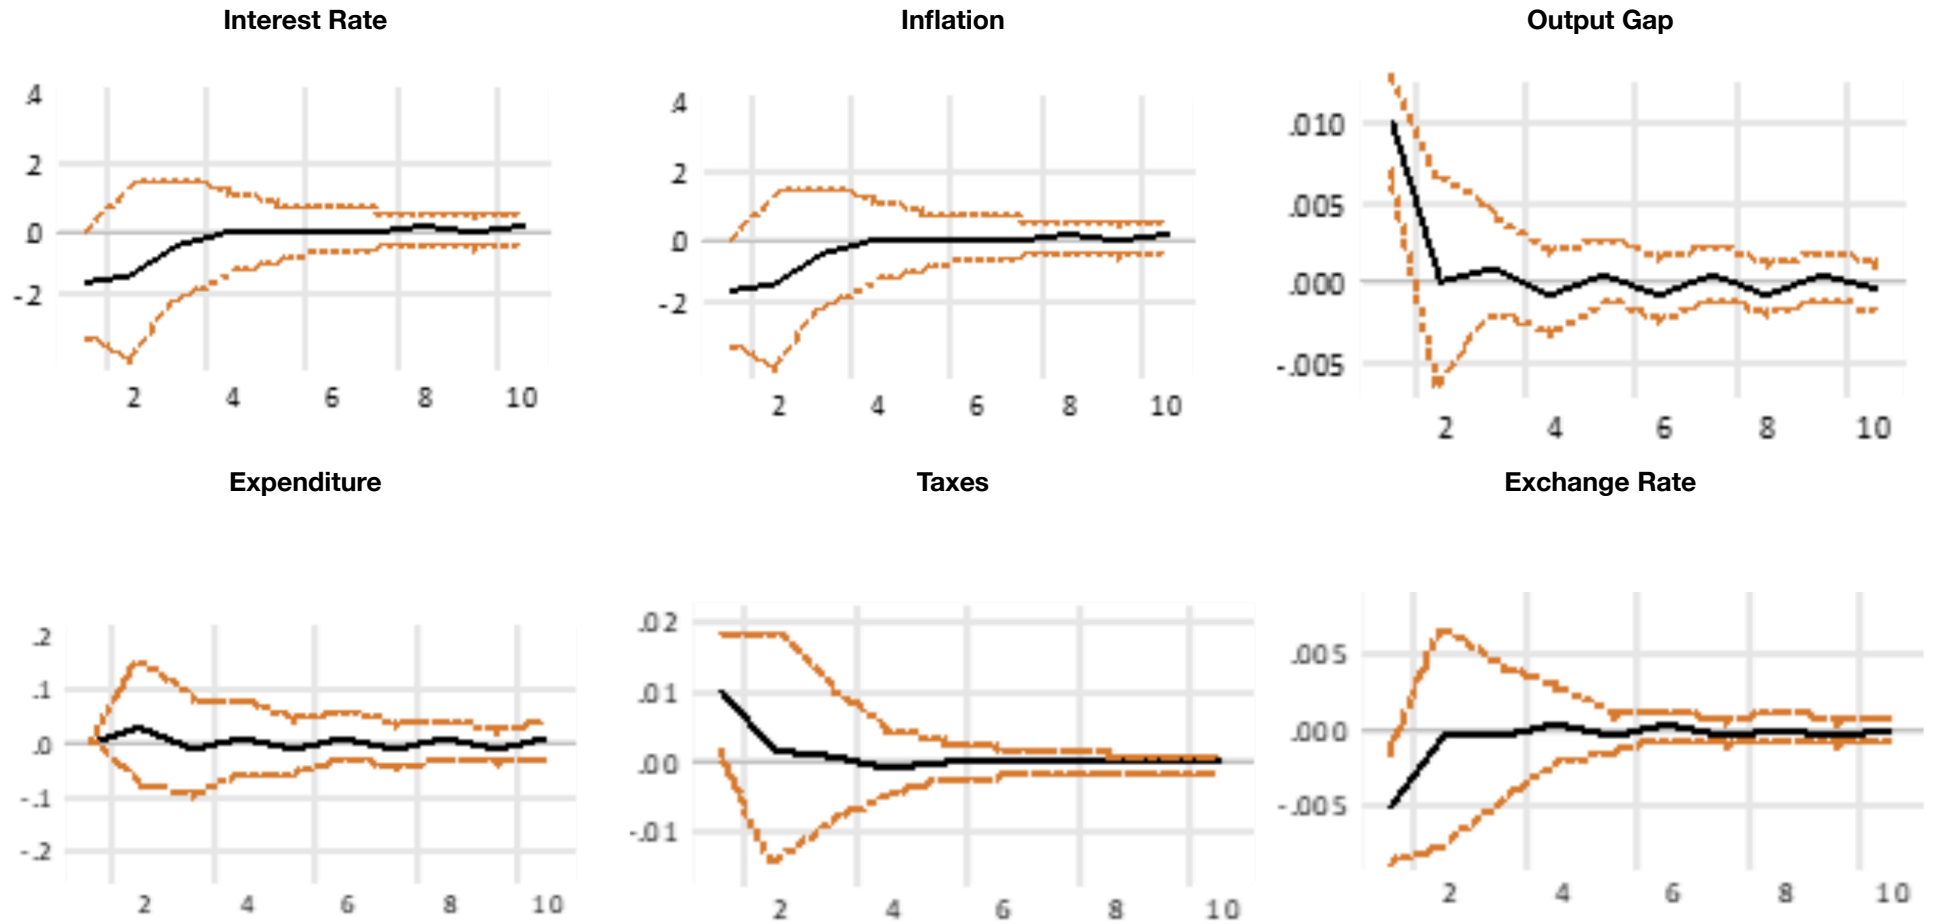 Interest Rate
.4
.2
.0
-.2
2 4 6 8 10
Inflation
.4
.2
.0
-.2
2 4 6 8 10
Output Gap
.010
.005
.000
-.005
2 4 6 8 10
Expenditure
.2
.1
.0
-.1
-.2
2 4 6 8 10
Taxes
.02
.01
.00
-.01
2 4 6 8 10
Exchange Rate
.005
.000
-.005
2 4 6 8 10